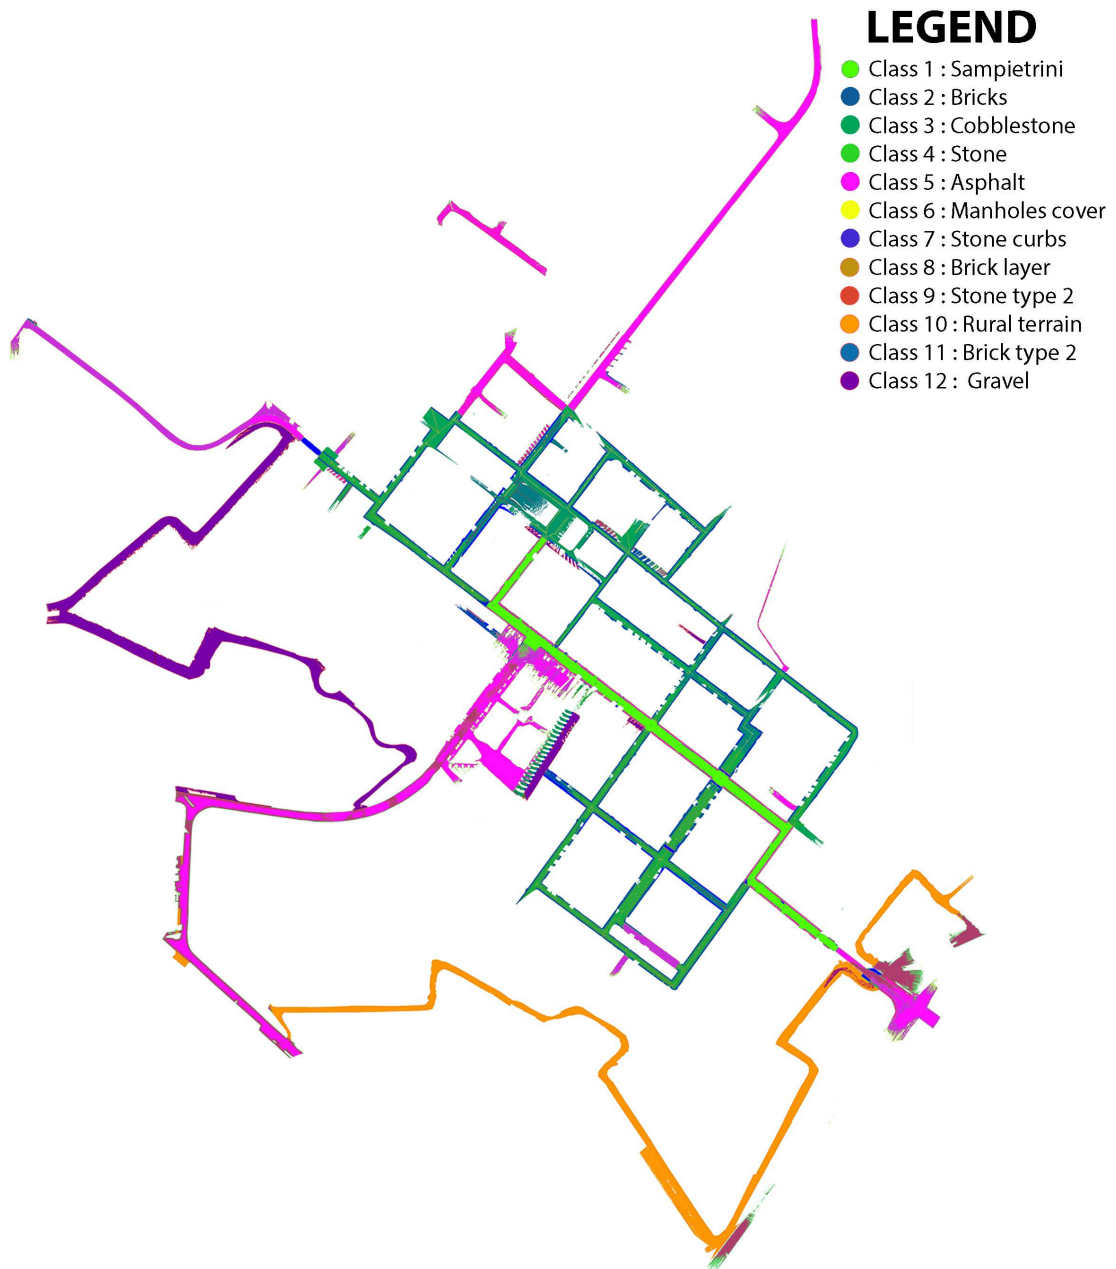 LEGEND
Class 1 : Sampietrini
Class 2 : Bricks
Class 3 : Cobblestone
Class 4 : Stone
Class 5 : Asphalt
Class 6 : Manholes cover
Class 7 : Stone curbs
Class 8 : Brick layer
Class 9 : Stone type 2
Class 10 : Rural terrain
Class 11 : Brick type 2
Class 12 : Gravel